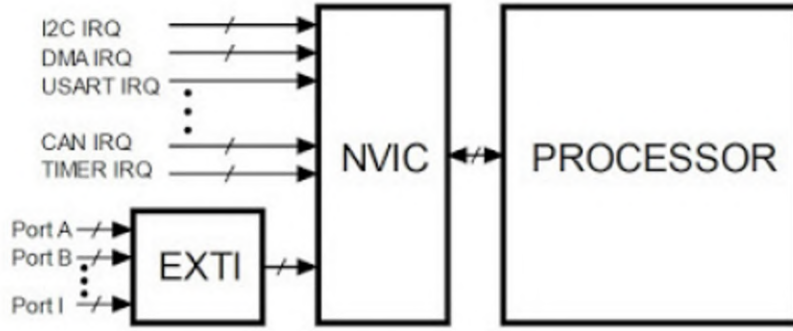 I2C IRQ
DMA IRQ
USART IRQ
CAN IRQ
TIMER IRQ
NVIC
PROCESSOR
Port A
Port B
Port I
EXTI